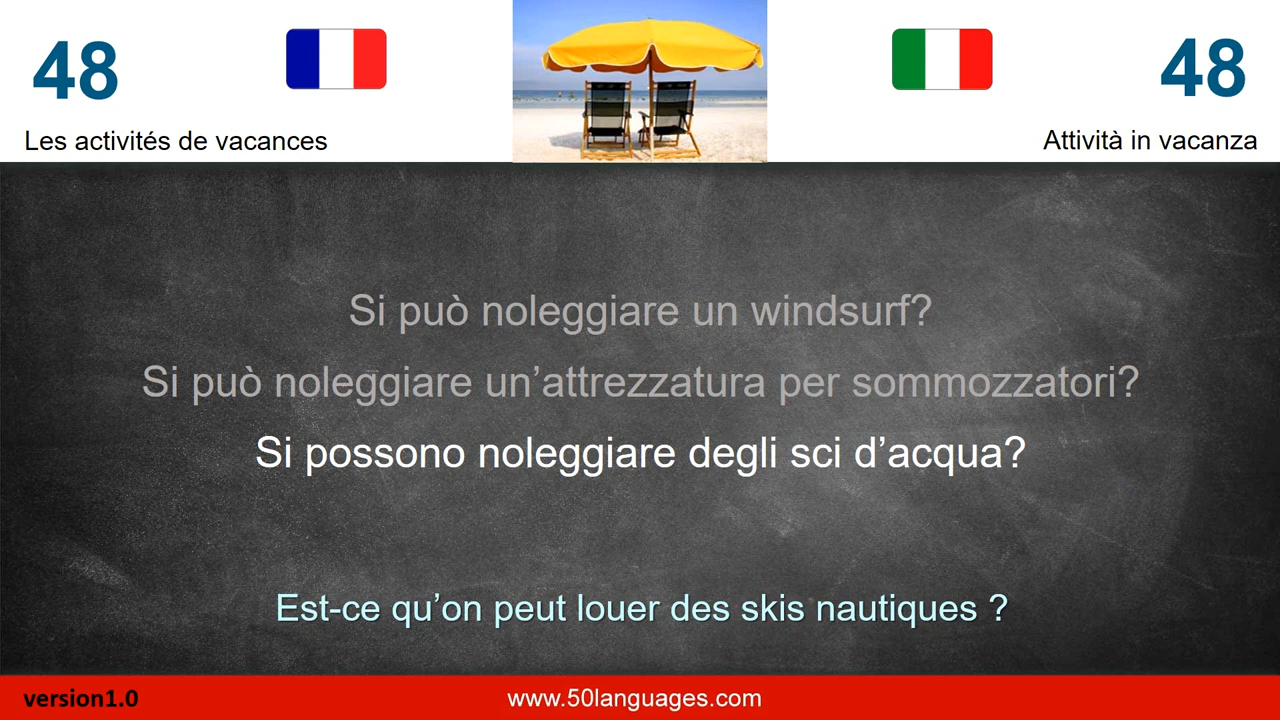 48
48
Les activités de vacances
Attività in vacanza
Si può noleggiare un windsurf?
Si può noleggiare un’attrezzatura per sommozzatori?
Si possono noleggiare degli sci d’acqua?
Est-ce qu’on peut louer des skis nautiques ?
version1.0
www.50languages.com